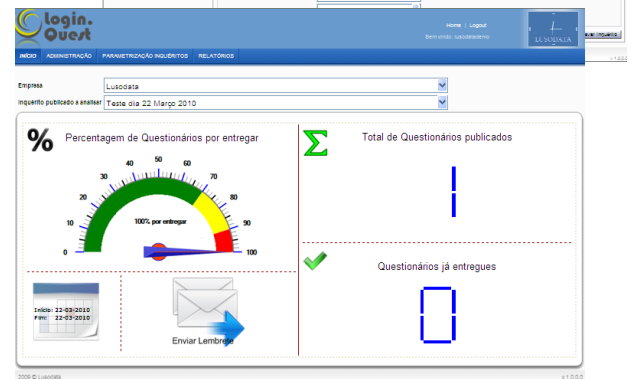 login.
Quest
Home | Logout
Bem vindo: lusodatademo
LUSODATA
INÍCIO ADMINISTRAÇÃO PARAMETRIZAÇÃO INQUÉRITOS RELATÓRIOS
Empresa Lusodata
Inquérito publicado a analisar Teste dia 22 Março 2010
% Percentagem de Questionários por entregar
0 10 20 30 40 50 60 70 80 90 100
100% por entregar
Σ Total de Questionários publicados
1
Questionários já entregues
0
Início: 22-03-2010
Fim: 22-03-2010
Enviar Lembrete
2009 © Lusodata
v.1.0.0.0